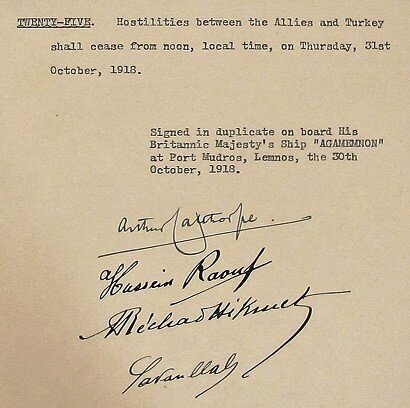 TWENTY-FIVE. Hostilities between the Allies and Turkey
shall cease from noon, local time, on Thursday, 31st
October, 1918.
Signed in duplicate on board His
Britannic Majesty's Ship "AGAMEMNON"
at Port Mudros, Lemnos, the 30th
October, 1918.
Arthur Calthorpe.
Hussein Raouf
Réchad Hikmet
Saadullah